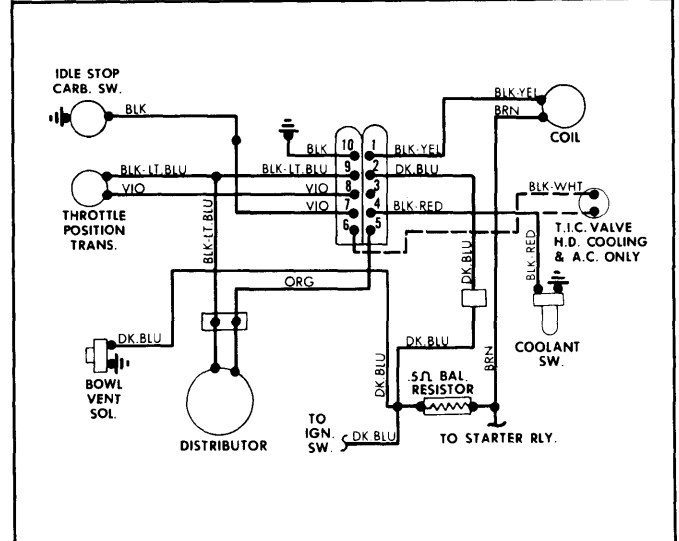 IDLE STOP
CARB. SW.
BLK
BLK-YEL
BRN
COIL
BLK
10
1
BLK-YEL
BLK-LT.BLU
BLK-LT.BLU
9
2
DK.BLU
VIO
VIO
8
3
BLK-WHT
THROTTLE
POSITION
TRANS.
VIO
7
4
BLK-RED
6
5
T.I.C. VALVE
H.D. COOLING
& A.C. ONLY
BLK-LT.BLU
DK.BLU
BLK-RED
ORG
DK.BLU
DK.BLU
COOLANT
SW.
BOWL
VENT
SOL.
DK.BLU
BRN
.5Ω BAL.
RESISTOR
DISTRIBUTOR
TO
IGN.
SW.
DK BLU
TO STARTER RLY.